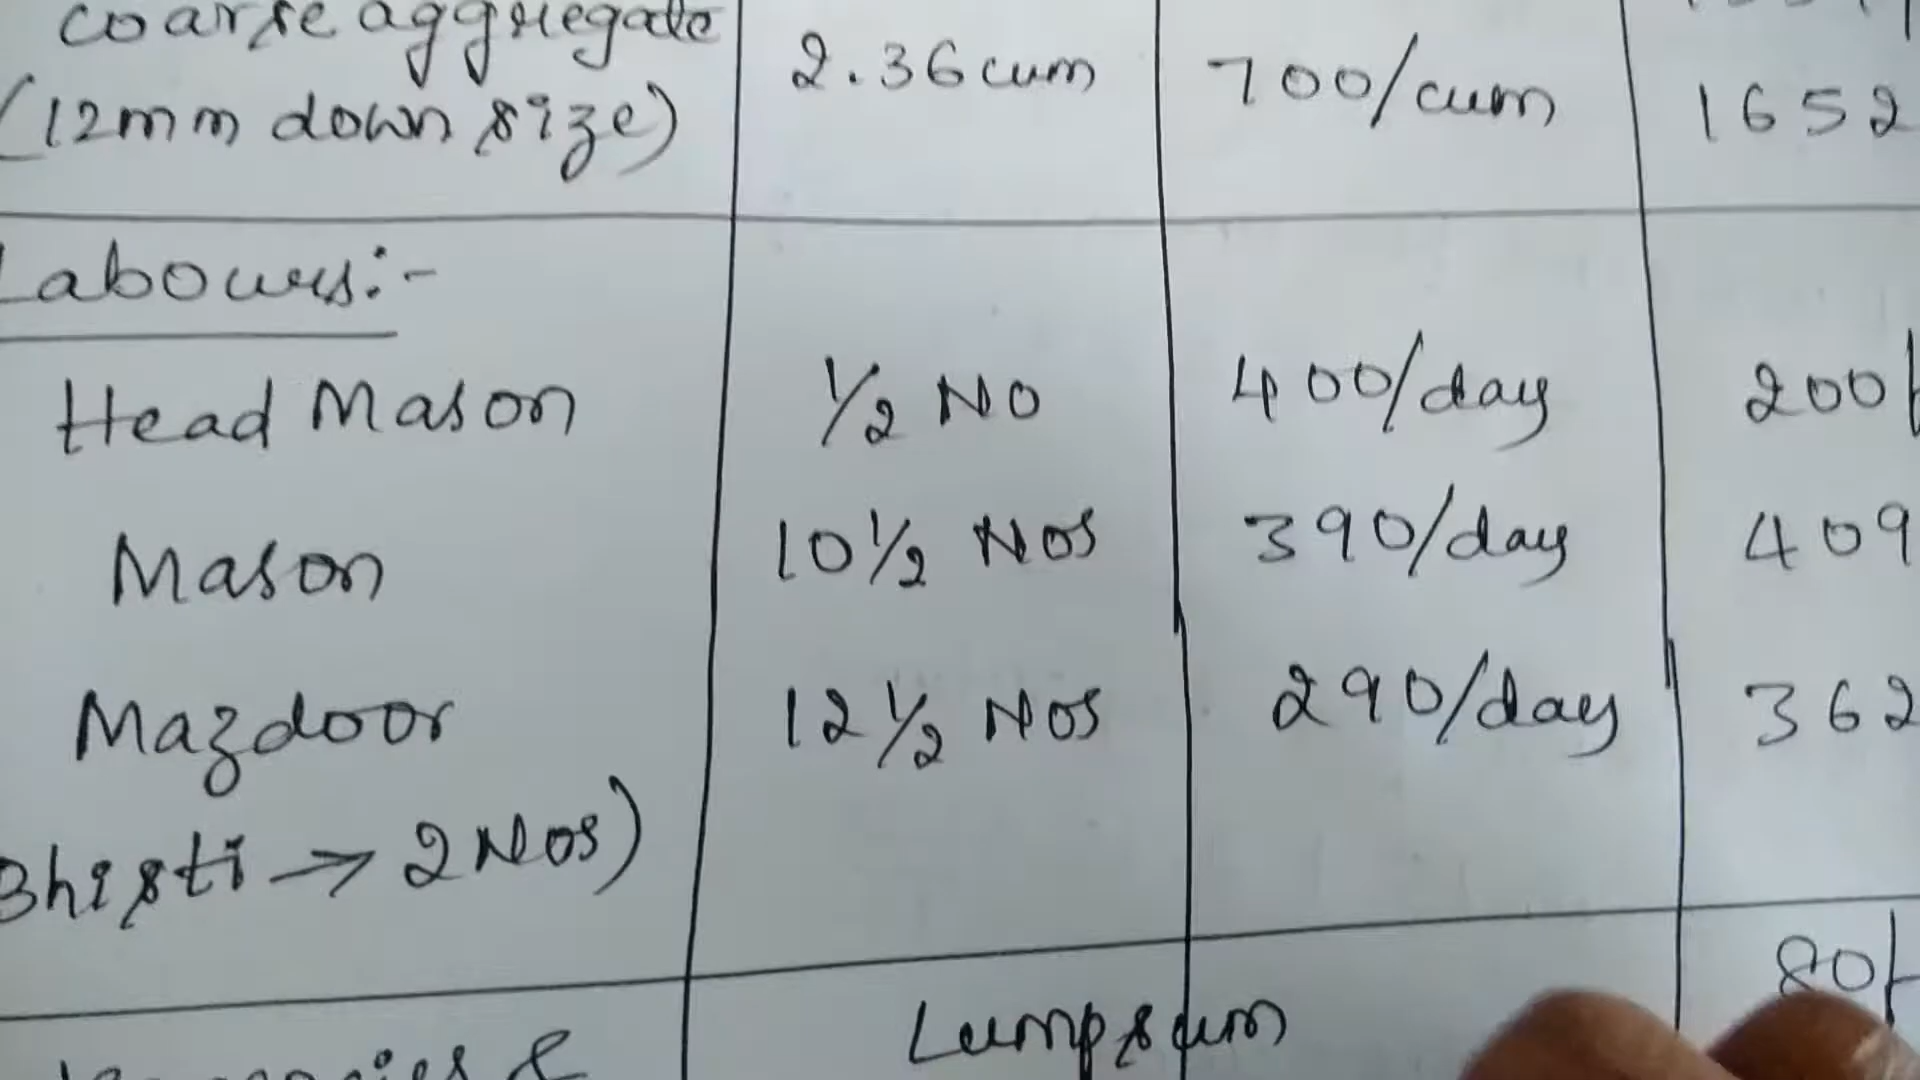 coarse aggregate
(12mm down size) 2.36 cum 700/cum 1652
Labours:-
Head Mason 1/2 No 400/day 200/
Mason 10 1/2 Nos 390/day 409
Mazdoor 12 1/2 Nos 290/day 362
Bhisti → 2 Nos)
80/
& Lumpsum